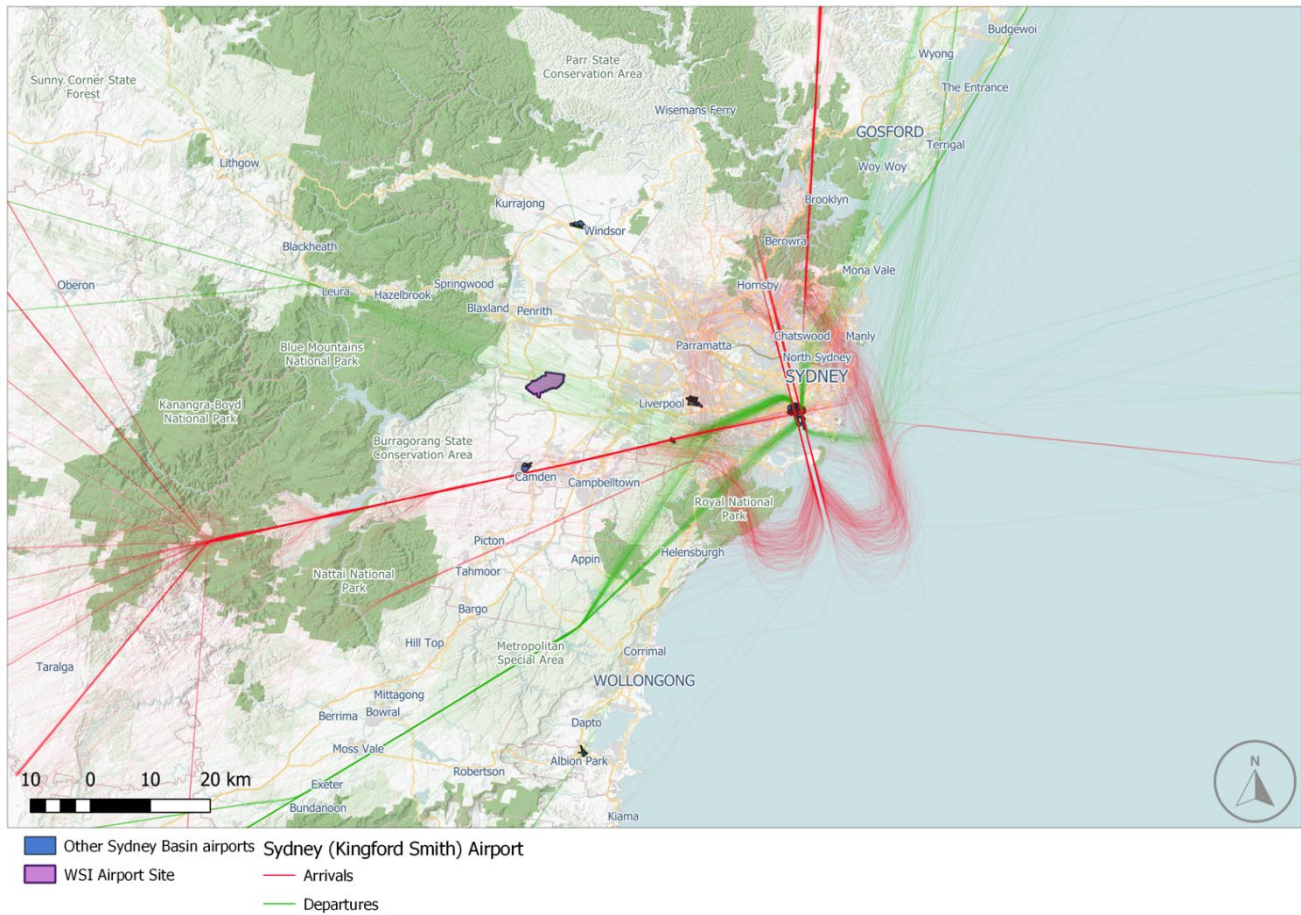 Budgewoi
Parr State
Conservation Area
Wyong
Sunny Corner State
Forest
The Entrance
Wisemans Ferry
GOSFORD
Terrigal
Lithgow
Woy Woy
Kurrajong
Brooklyn
Windsor
Berowra
Blackheath
Mona Vale
Oberon
Leura
Hazelbrook
Springwood
Hornsby
Blaxland
Penrith
Chatswood
Manly
Blue Mountains
National Park
Parramatta
North Sydney
SYDNEY
Kanangra-Boyd
National Park
Liverpool
Burragorang State
Conservation Area
Camden
Campbelltown
Royal National
Park
Picton
Helensburgh
Appin
Nattai National
Park
Tahmoor
Bargo
Hill Top
Metropolitan
Special Area
Corrimal
Taralga
WOLLONGONG
Mittagong
Berrima
Bowral
Dapto
Moss Vale
Albion Park
N
10 0 10 20 km
Robertson
Exeter
Bundanoon
Kiama
Other Sydney Basin airports
Sydney (Kingford Smith) Airport
WSI Airport Site
Arrivals
Departures